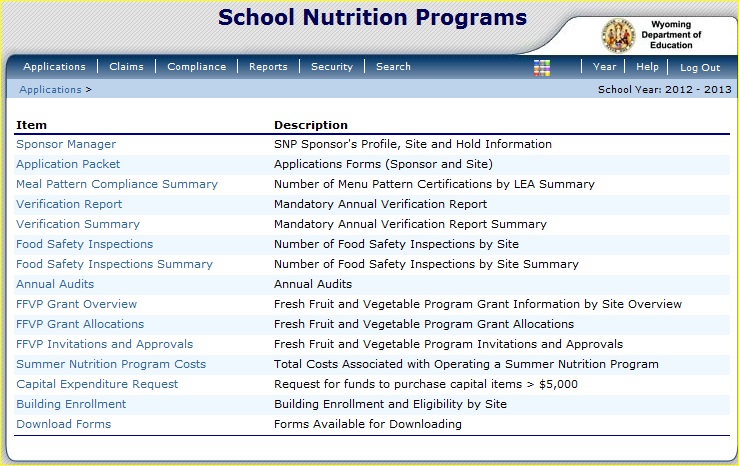 School Nutrition Programs
Wyoming
Department of
Education
Applications Claims Compliance Reports Security Search Year Help Log Out
Applications > School Year: 2012 - 2013
Item Description
Sponsor Manager SNP Sponsor's Profile, Site and Hold Information
Application Packet Applications Forms (Sponsor and Site)
Meal Pattern Compliance Summary Number of Menu Pattern Certifications by LEA Summary
Verification Report Mandatory Annual Verification Report
Verification Summary Mandatory Annual Verification Report Summary
Food Safety Inspections Number of Food Safety Inspections by Site
Food Safety Inspections Summary Number of Food Safety Inspections by Site Summary
Annual Audits Annual Audits
FFVP Grant Overview Fresh Fruit and Vegetable Program Grant Information by Site Overview
FFVP Grant Allocations Fresh Fruit and Vegetable Program Grant Allocations
FFVP Invitations and Approvals Fresh Fruit and Vegetable Program Invitations and Approvals
Summer Nutrition Program Costs Total Costs Associated with Operating a Summer Nutrition Program
Capital Expenditure Request Request for funds to purchase capital items > $5,000
Building Enrollment Building Enrollment and Eligibility by Site
Download Forms Forms Available for Downloading